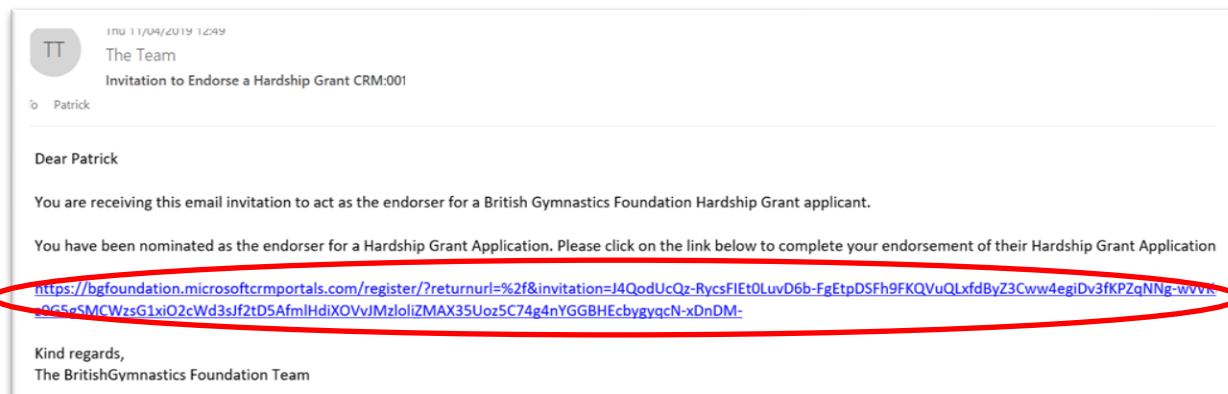 TT
Thu 11/04/2019 12:49
The Team
Invitation to Endorse a Hardship Grant CRM:001
To Patrick
Dear Patrick
You are receiving this email invitation to act as the endorser for a British Gymnastics Foundation Hardship Grant applicant.
You have been nominated as the endorser for a Hardship Grant Application. Please click on the link below to complete your endorsement of their Hardship Grant Application
https://bgfoundation.microsoftcrmportals.com/register/?returnurl=%2f&invitation=J4QodUcQz-RycsFIEt0LuvD6b-FgEtpDSFh9FKQVuQLxfdByZ3Cww4egiDv3fKPZqNNg-wVVK
z0G5gSMCWzsG1xiO2cWd3sJf2tD5AfmlHdiXOVvJMzloliZMAX35Uoz5C74g4nYGGBHEcbygyqcN-xDnDM-
Kind regards,
The BritishGymnastics Foundation Team